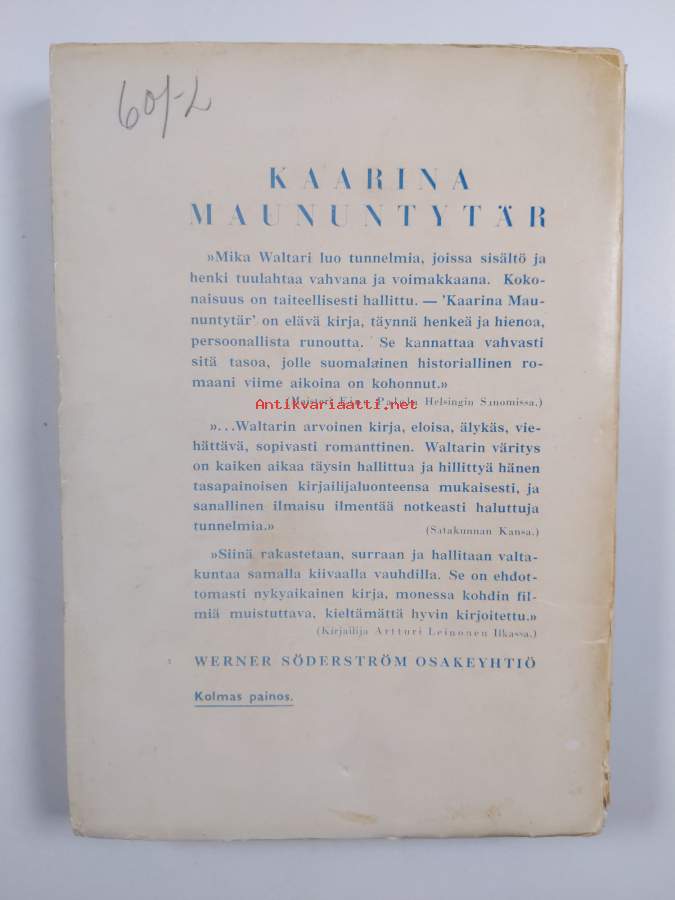 60/-L
KAARINA
MAUNUNTYTÄR
»Mika Waltari luo tunnelmia, joissa sisältö ja
henki tuulahtaa vahvana ja voimakkaana. Koko-
naisuus on taiteellisesti hallittu. — 'Kaarina Mau-
nuntytär' on elävä kirja, täynnä henkeä ja hienoa,
persoonallista runoutta. Se kannattaa vahvasti
sitä tasoa, jolle suomalainen historiallinen ro-
maani viime aikoina on kohonnut.»
(Maisteri Helsingin Sanomissa.)
Antikvariaatti.net
»...Waltarin arvoinen kirja, eloisa, älykäs, vie-
hättävä, sopivasti romanttinen. Waltarin väritys
on kaiken aikaa täysin hallittua ja hillittyä hänen
tasapainoisen kirjailijaluonteensa mukaisesti, ja
sanallinen ilmaisu ilmentää notkeasti haluttuja
tunnelmia.» (Satakunnan Kansa.)
»Siinä rakastetaan, surraan ja hallitaan valta-
kuntaa samalla kiivaalla vauhdilla. Se on ehdot-
tomasti nykyaikainen kirja, monessa kohdin fil-
miä muistuttava, kieltämättä hyvin kirjoitettu.»
(Kirjailija Artturi Leinonen Ilkassa.)
WERNER SÖDERSTRÖM OSAKEYHTIÖ
Kolmas painos.